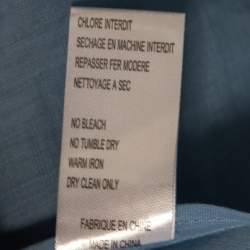 CHLORE INTERDIT
SECHAGE EN MACHINE INTERDIT
REPASSER FER MODERE
NETTOYAGE A SEC
NO BLEACH
NO TUMBLE DRY
WARM IRON
DRY CLEAN ONLY
FABRIQUE EN CHINE
MADE IN CHINA